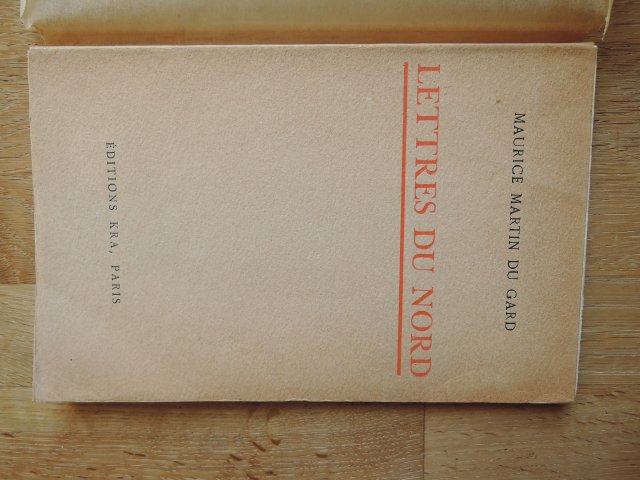 MAURICE MARTIN DU GARD
LETTRES DU NORD
ÉDITIONS KRA, PARIS